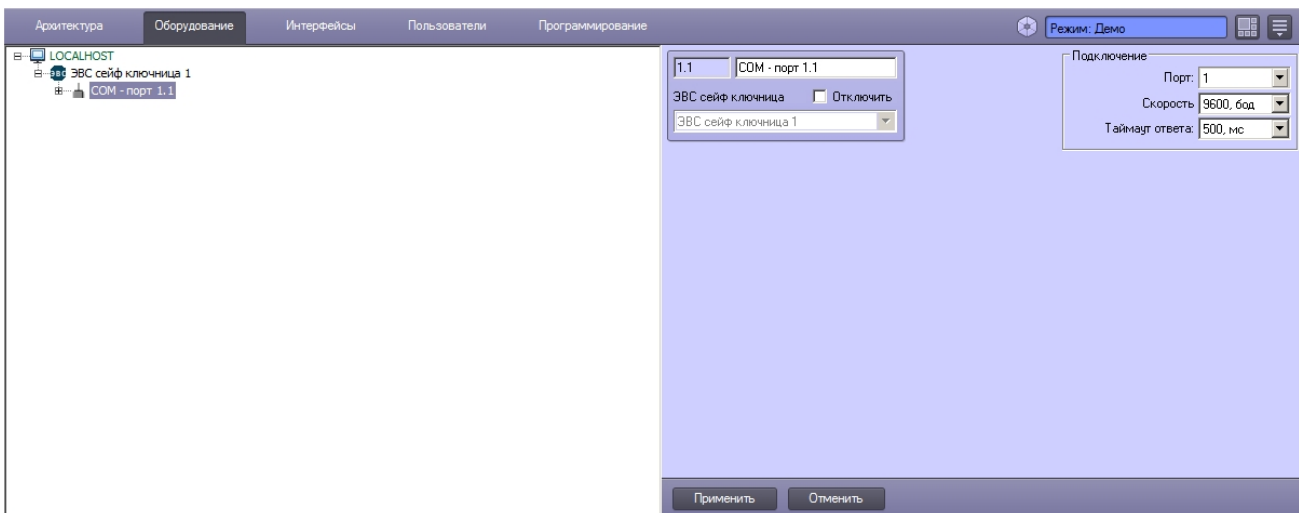 Архитектура Оборудование Интерфейсы Пользователи Программирование Режим: Демо
LOCALHOST
ЭВС ЭВС сейф ключница 1
COM - порт 1.1
1.1 COM - порт 1.1
ЭВС сейф ключница Отключить
ЭВС сейф ключница 1
Подключение
Порт: 1
Скорость 9600, бод
Таймаут ответа: 500, мс
Применить Отменить